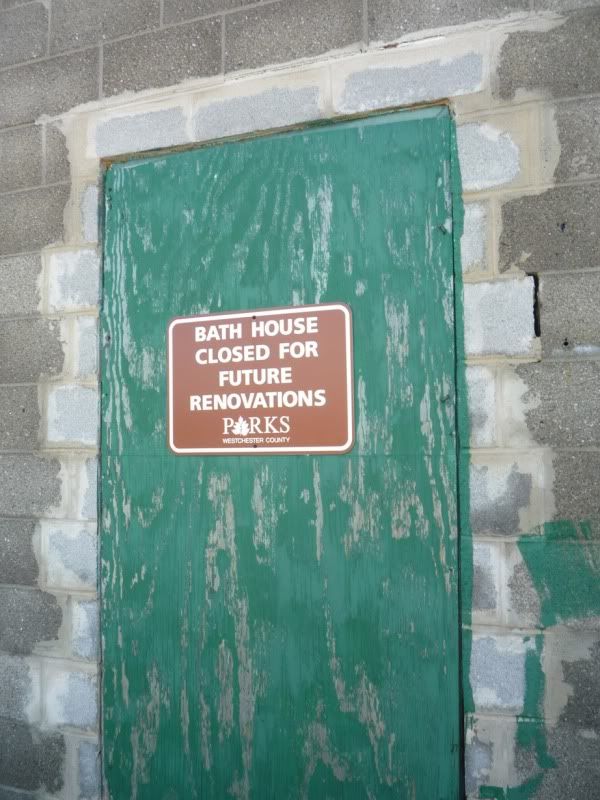 BATH HOUSE
CLOSED FOR
FUTURE
RENOVATIONS
PARKS
WESTCHESTER COUNTY